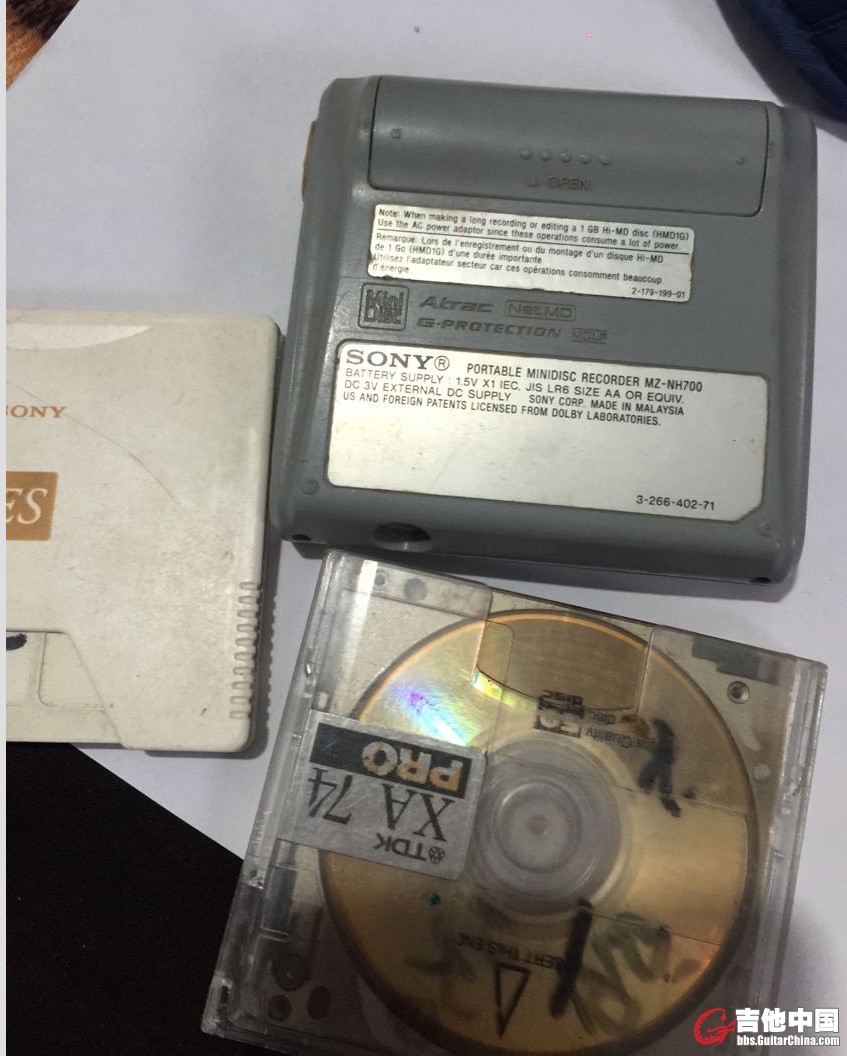 OPEN
Note: When making a long recording or editing a 1 GB Hi-MD disc (HMD1G)
Use the AC power adaptor since these operations consume a lot of power.
Remarque: Lors de l'enregistrement ou du montage d'un disque Hi-MD
de 1 Go (HMD1G) d'une durée importante
Utilisez l'adaptateur secteur car ces opérations consomment beaucoup
d'énergie
2-179-199-01
Mini Disc
ATRAC NetMD
G-PROTECTION
SONY® PORTABLE MINIDISC RECORDER MZ-NH700
BATTERY SUPPLY : 1.5V X1 IEC, JIS LR6 SIZE AA OR EQUIV.
DC 3V EXTERNAL DC SUPPLY SONY CORP. MADE IN MALAYSIA
US AND FOREIGN PATENTS LICENSED FROM DOLBY LABORATORIES.
3-266-402-71
SONY
ES
TDK
XA 74
PRO
Quality
THIS END
吉他中国
bbs.GuitarChina.com